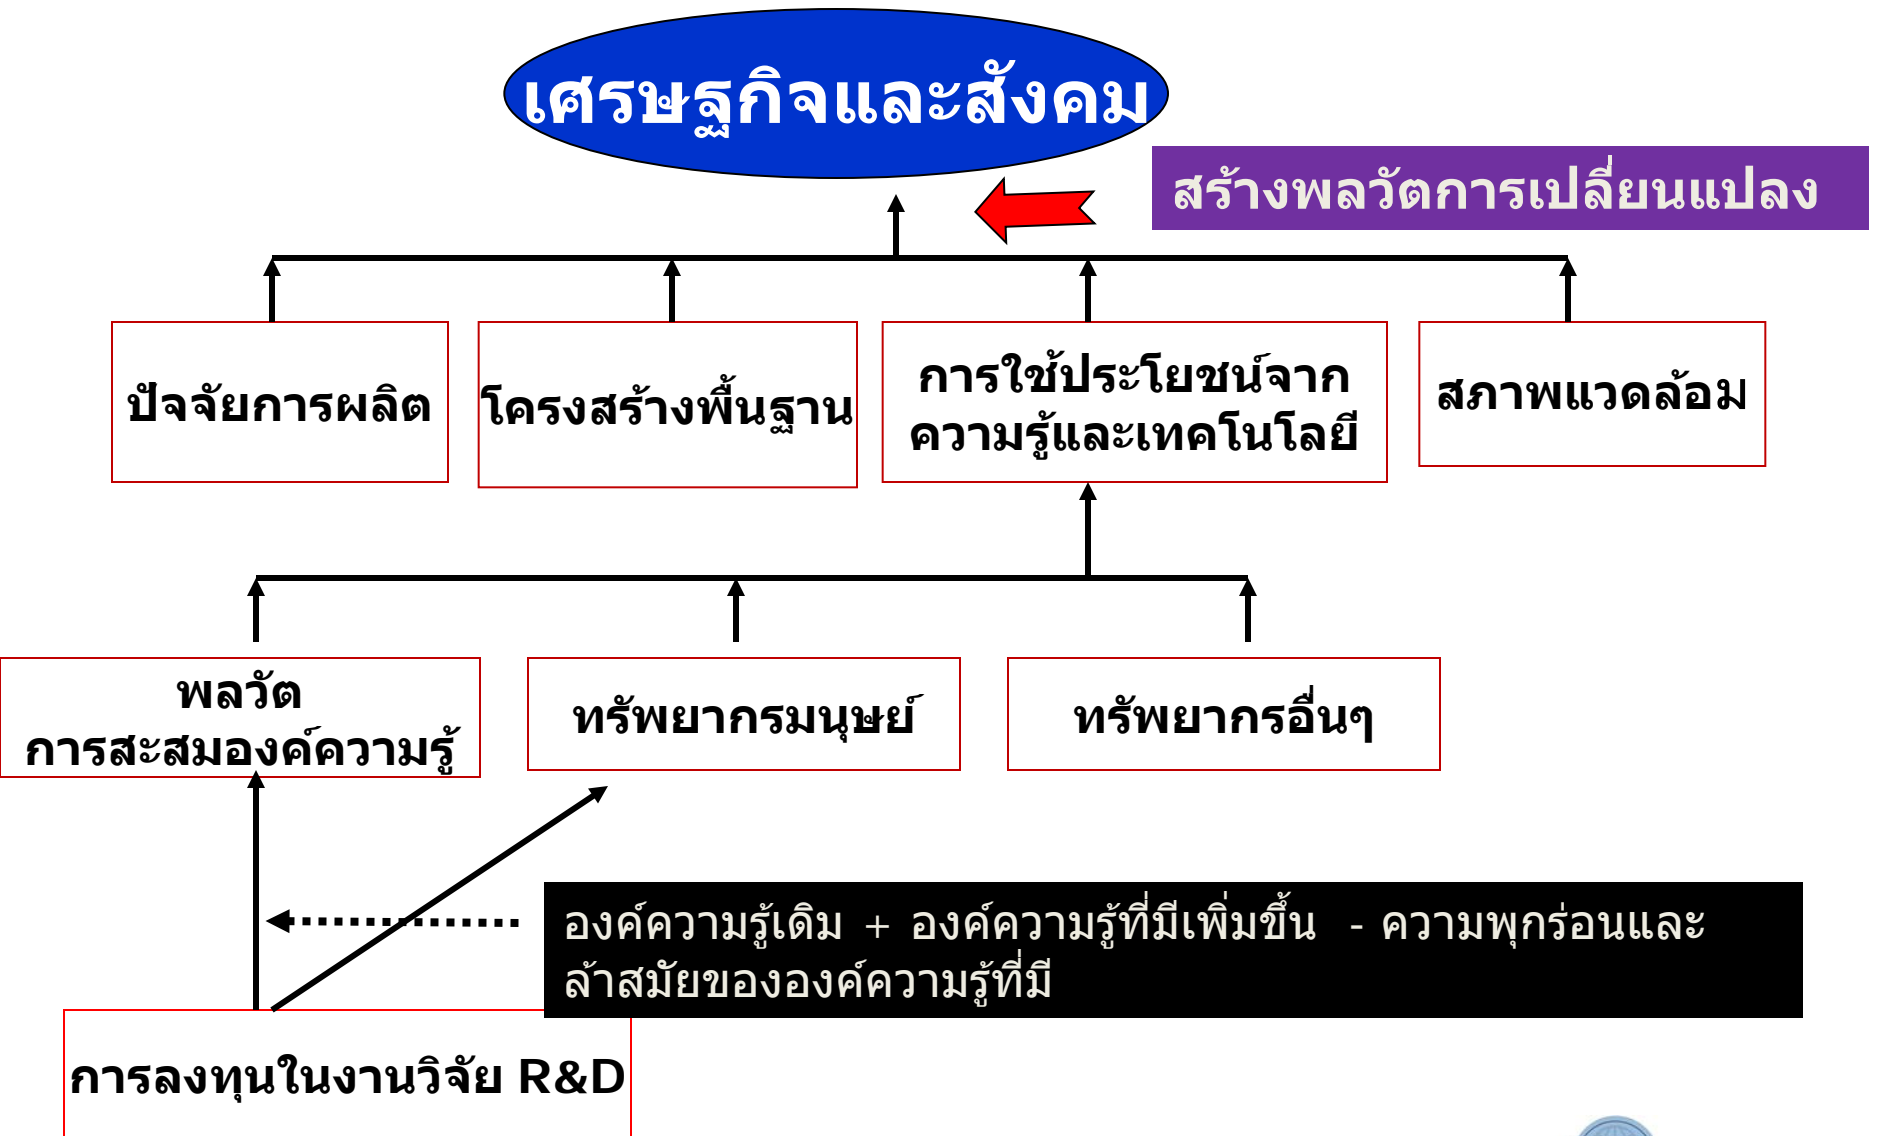 เศรษฐกิจและสังคม
สร้างพลวัตการเปลี่ยนแปลง
ปัจจัยการผลิต
โครงสร้างพื้นฐาน
การใช้ประโยชน์จาก
ความรู้และเทคโนโลยี
สภาพแวดล้อม
พลวัต
การสะสมองค์ความรู้
ทรัพยากรมนุษย์
ทรัพยากรอื่นๆ
องค์ความรู้เดิม + องค์ความรู้ที่มีเพิ่มขึ้น - ความพุกร่อนและ
ล้าสมัยขององค์ความรู้ที่มี
การลงทุนในงานวิจัย R&D